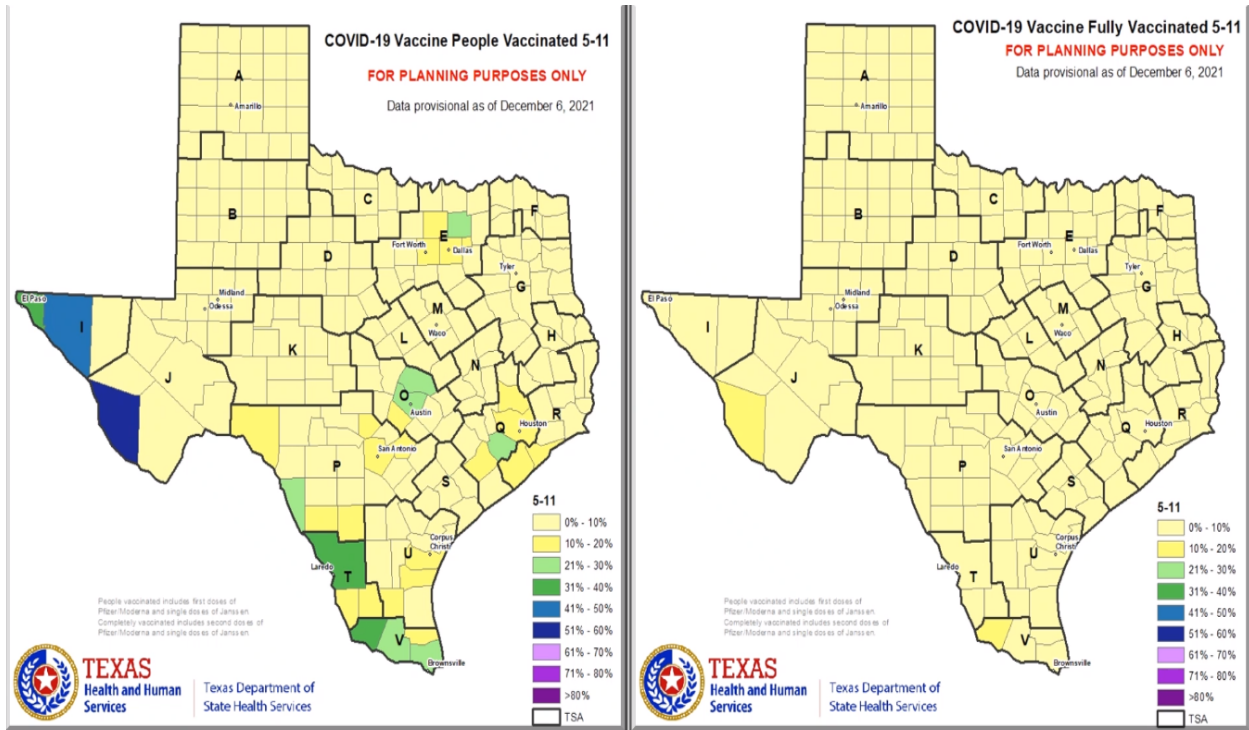 COVID-19 Vaccine People Vaccinated 5-11
FOR PLANNING PURPOSES ONLY
Data provisional as of December 6, 2021
A
Amarillo
B
C
D
E
F
Fort Worth
Dallas
Tyler
G
Midland
Odessa
El Paso
I
M
Waco
H
L
K
J
N
O
Austin
R
Q
Houston
San Antonio
P
S
Corpus
Christi
U
Laredo
T
V
Brownsville
5-11
0% - 10%
10% - 20%
21% - 30%
31% - 40%
41% - 50%
51% - 60%
61% - 70%
71% - 80%
>80%
TSA
People vaccinated includes first doses of
Pfizer/Moderna and single doses of Janssen.
Completely vaccinated includes second doses of
Pfizer/Moderna and single doses of Janssen.
TEXAS
Health and Human
Services
Texas Department of
State Health Services
COVID-19 Vaccine Fully Vaccinated 5-11
FOR PLANNING PURPOSES ONLY
Data provisional as of December 6, 2021
A
Amarillo
B
C
D
E
F
Fort Worth
Dallas
Tyler
G
Midland
Odessa
El Paso
I
M
Waco
H
L
K
J
N
O
Austin
R
Q
Houston
San Antonio
P
S
Corpus
Christi
U
Laredo
T
V
Brownsville
5-11
0% - 10%
10% - 20%
21% - 30%
31% - 40%
41% - 50%
51% - 60%
61% - 70%
71% - 80%
>80%
TSA
People vaccinated includes first doses of
Pfizer/Moderna and single doses of Janssen.
Completely vaccinated includes second doses of
Pfizer/Moderna and single doses of Janssen.
TEXAS
Health and Human
Services
Texas Department of
State Health Services